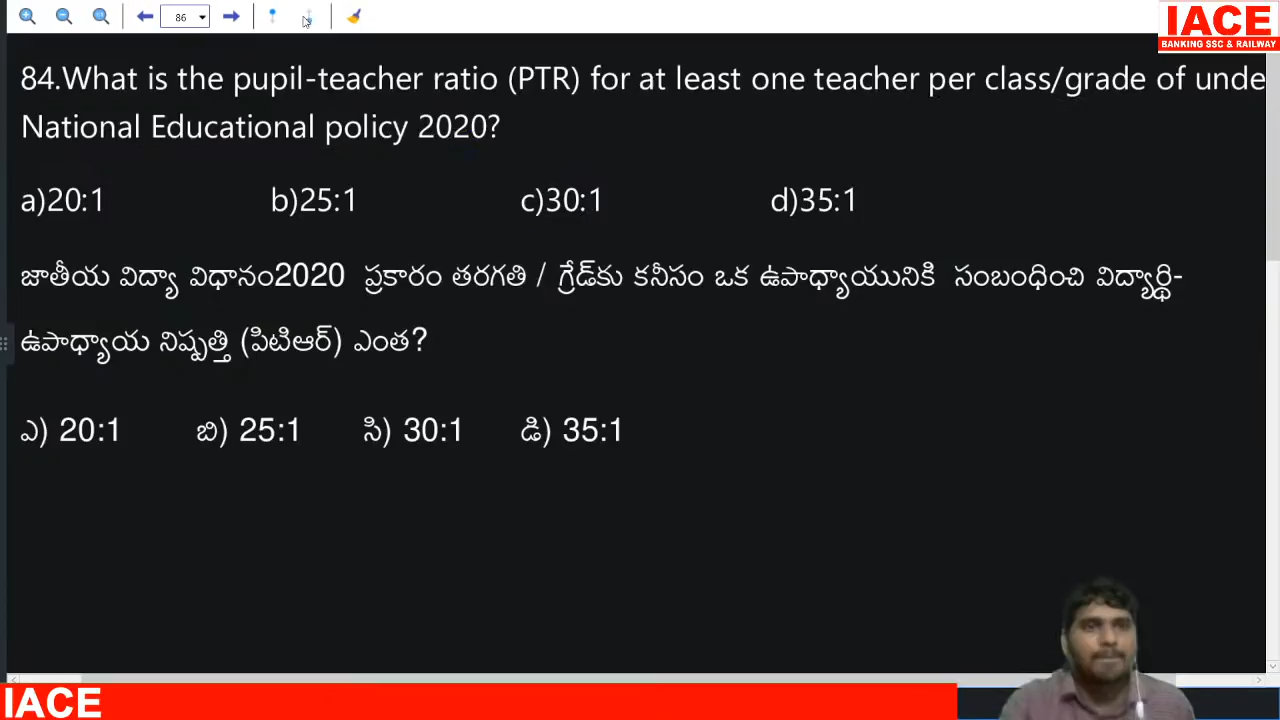 86
IACE
BANKING SSC & RAILWAY
84.What is the pupil-teacher ratio (PTR) for at least one teacher per class/grade of unde
National Educational policy 2020?
a)20:1 b)25:1 c)30:1 d)35:1
జాతీయ విద్యా విధానం2020 ప్రకారం తరగతి / గ్రేడ్‌కు కనీసం ఒక ఉపాధ్యాయునికి సంబంధించి విద్యార్థి-
ఉపాధ్యాయ నిష్పత్తి (పిటిఆర్) ఎంత?
ఎ) 20:1 బి) 25:1 సి) 30:1 డి) 35:1
IACE